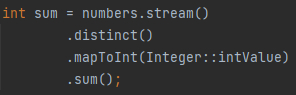 int sum = numbers.stream()
        .distinct()
        .mapToInt(Integer::intValue)
        .sum();